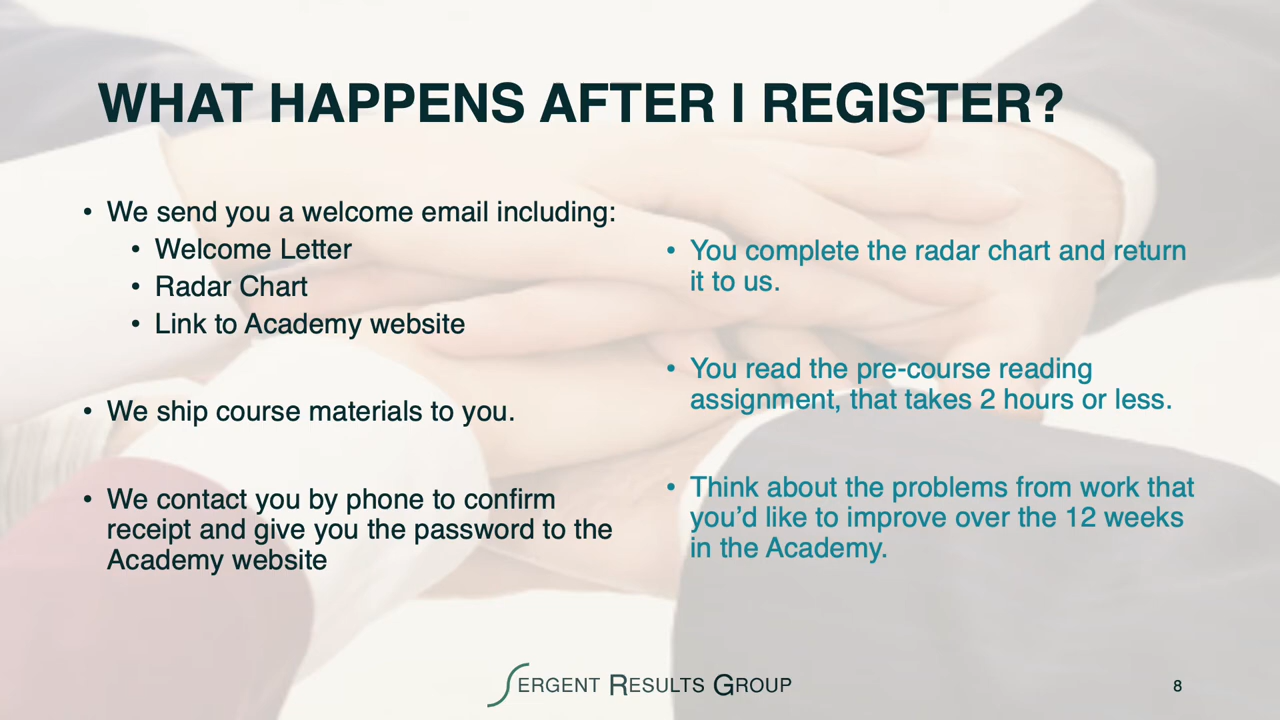 WHAT HAPPENS AFTER I REGISTER?
• We send you a welcome email including:
• Welcome Letter
• Radar Chart
• Link to Academy website
• We ship course materials to you.
• We contact you by phone to confirm
receipt and give you the password to the
Academy website
• You complete the radar chart and return
it to us.
• You read the pre-course reading
assignment, that takes 2 hours or less.
• Think about the problems from work that
you’d like to improve over the 12 weeks
in the Academy.
SERGENT RESULTS GROUP
8